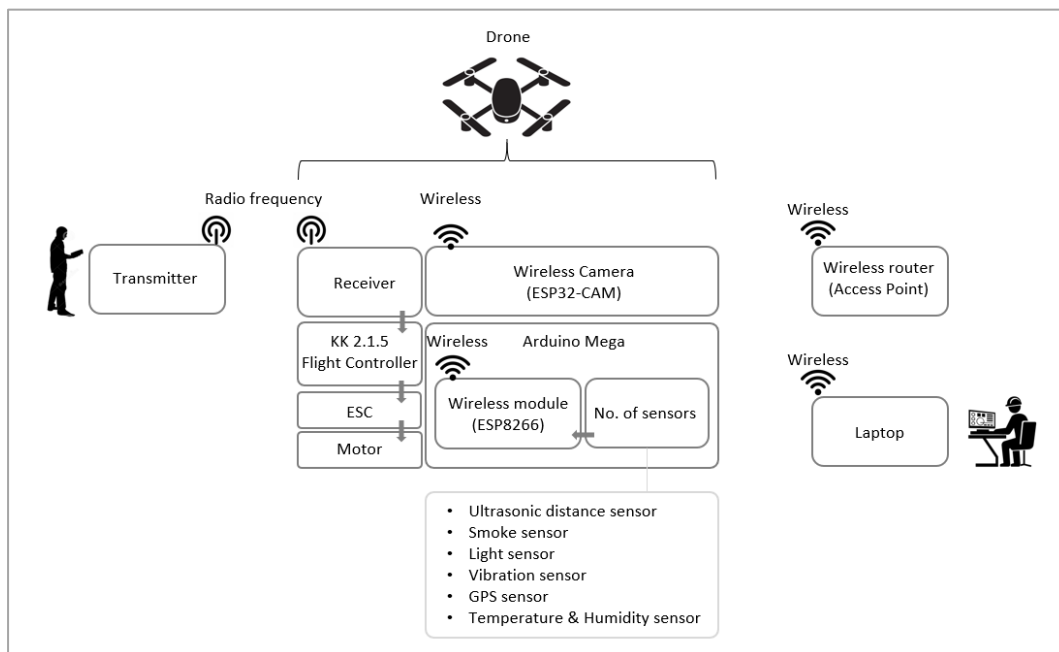 Drone
Radio frequency
Wireless
Wireless
Transmitter
Receiver
Wireless Camera
(ESP32-CAM)
Wireless router
(Access Point)
KK 2.1.5
Flight Controller
Wireless
Arduino Mega
Wireless
ESC
Motor
Wireless module
(ESP8266)
No. of sensors
Laptop
• Ultrasonic distance sensor
• Smoke sensor
• Light sensor
• Vibration sensor
• GPS sensor
• Temperature & Humidity sensor